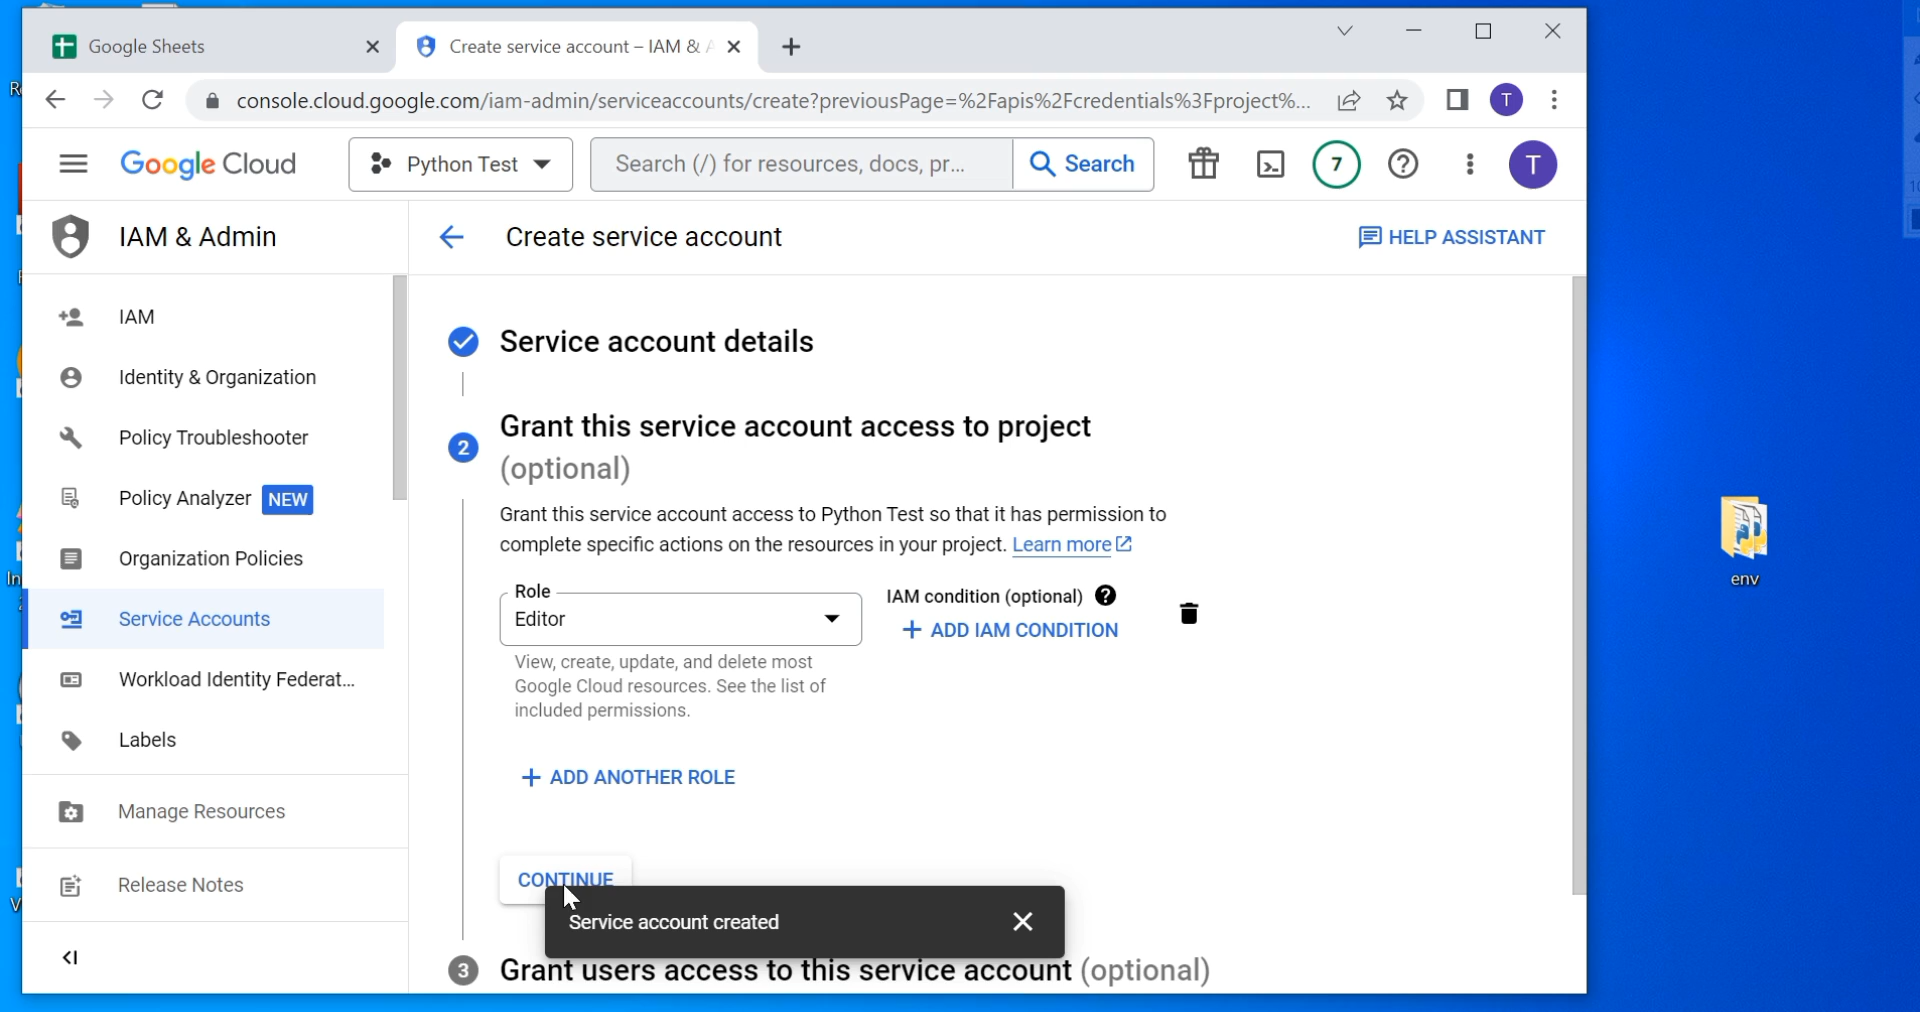 Google Sheets
Create service account – IAM & A
console.cloud.google.com/iam-admin/serviceaccounts/create?previousPage=%2Fapis%2Fcredentials%3Fproject%...
T
Google Cloud
Python Test
Search (/) for resources, docs, pr...
Search
7
T
IAM & Admin
Create service account
HELP ASSISTANT
IAM
Identity & Organization
Policy Troubleshooter
Policy Analyzer NEW
Organization Policies
Service Accounts
Workload Identity Federat...
Labels
Manage Resources
Release Notes
Service account details
2
Grant this service account access to project
(optional)
Grant this service account access to Python Test so that it has permission to
complete specific actions on the resources in your project. Learn more
Role
Editor
IAM condition (optional)
+ ADD IAM CONDITION
View, create, update, and delete most
Google Cloud resources. See the list of
included permissions.
+ ADD ANOTHER ROLE
CONTINUE
Service account created
3 Grant users access to this service account (optional)
env